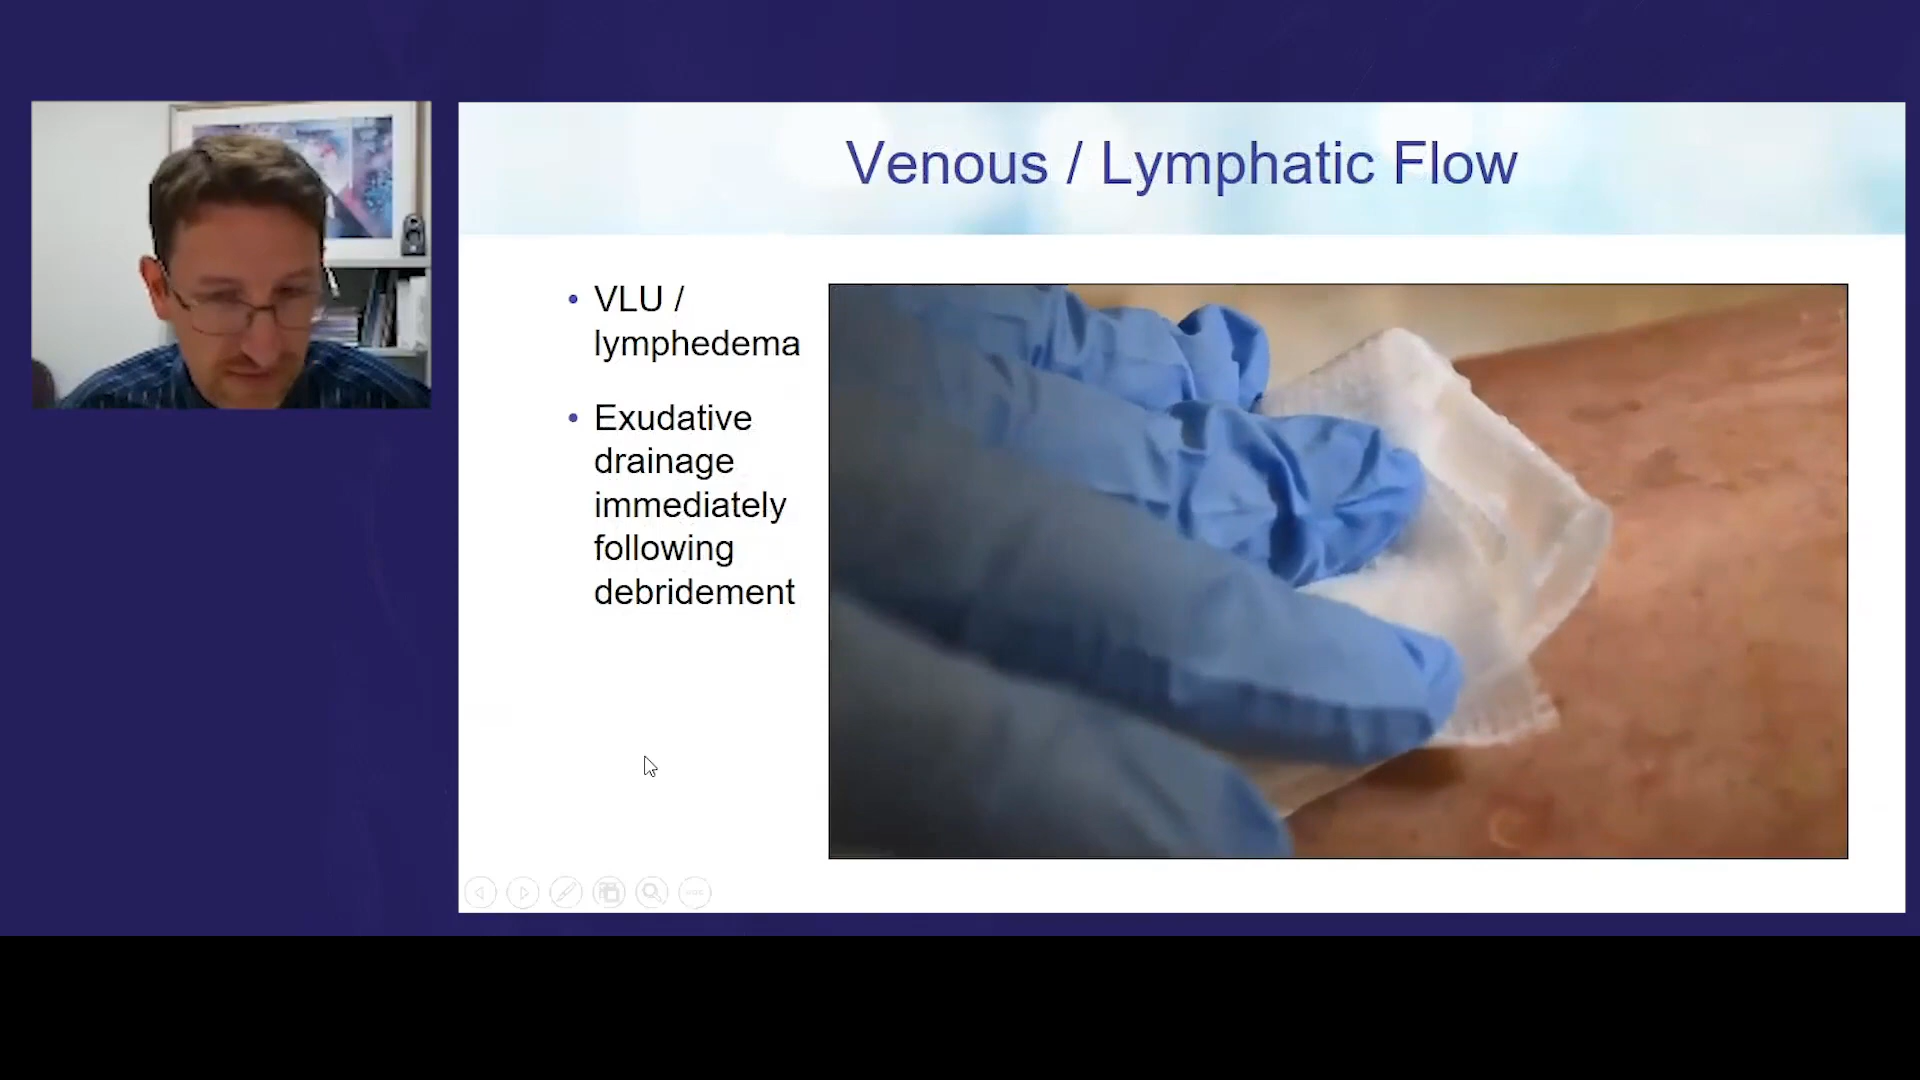 Venous / Lymphatic Flow
• VLU /
lymphedema
• Exudative
drainage
immediately
following
debridement